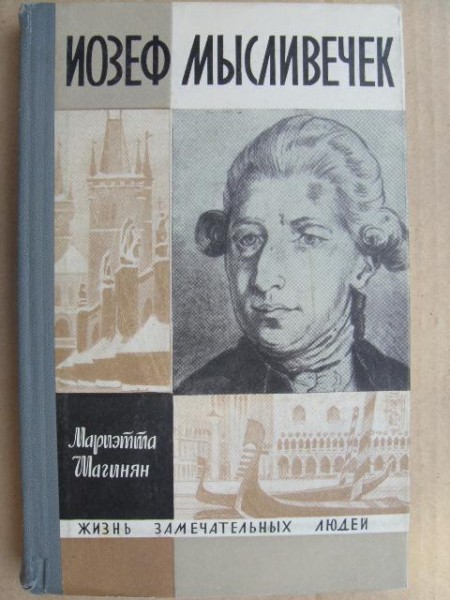 ИОЗЕФ МЫСЛИВЕЧЕК
Мариэтта
Шагинян
ЖИЗНЬ ЗАМЕЧАТЕЛЬНЫХ ЛЮДЕЙ